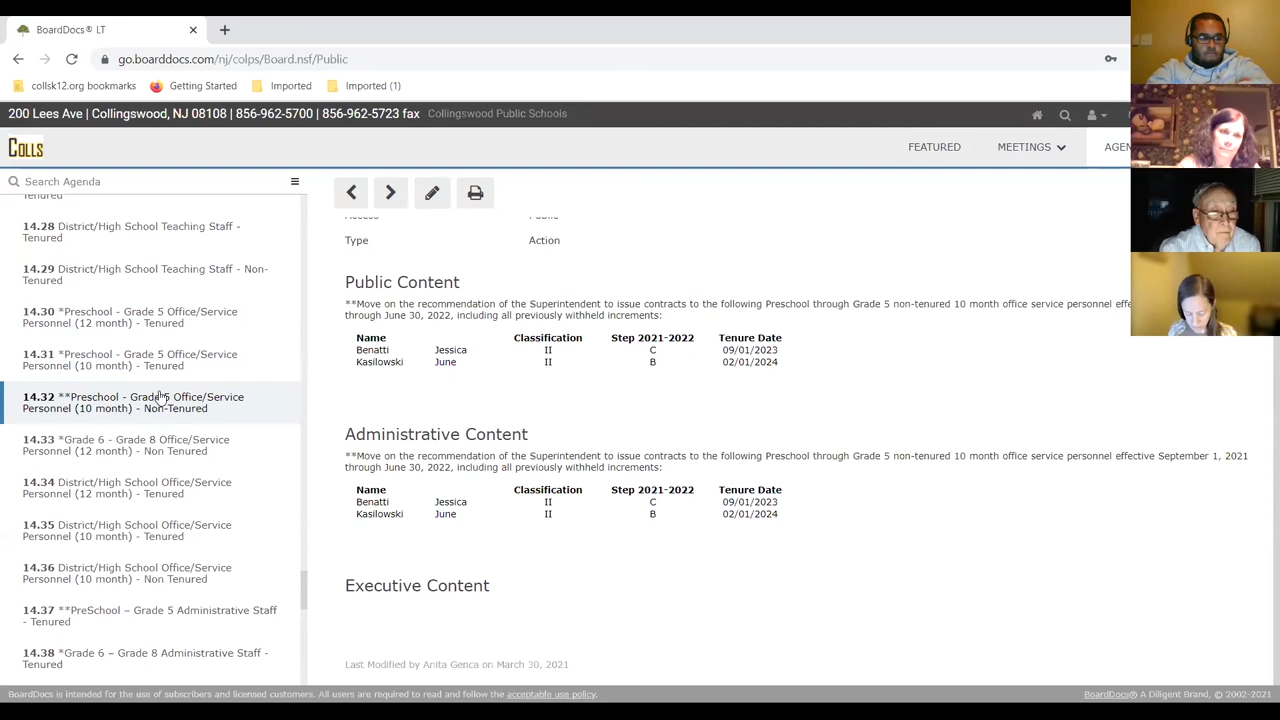 BoardDocs® LT
go.boarddocs.com/nj/colps/Board.nsf/Public
collsk12.org bookmarks Getting Started Imported Imported (1)
200 Lees Ave | Collingswood, NJ 08108 | 856-962-5700 | 856-962-5723 fax Collingswood Public Schools
COLLS
FEATURED MEETINGS AGEN
Search Agenda
Tenured
14.28 District/High School Teaching Staff -
Tenured
14.29 District/High School Teaching Staff - Non-
Tenured
14.30 *Preschool - Grade 5 Office/Service
Personnel (12 month) - Tenured
14.31 *Preschool - Grade 5 Office/Service
Personnel (10 month) - Tenured
14.32 **Preschool - Grade 5 Office/Service
Personnel (10 month) - Non-Tenured
14.33 *Grade 6 - Grade 8 Office/Service
Personnel (12 month) - Non Tenured
14.34 District/High School Office/Service
Personnel (12 month) - Tenured
14.35 District/High School Office/Service
Personnel (10 month) - Tenured
14.36 District/High School Office/Service
Personnel (10 month) - Non Tenured
14.37 **PreSchool – Grade 5 Administrative Staff
- Tenured
14.38 *Grade 6 – Grade 8 Administrative Staff -
Tenured
Access Public
Type Action
Public Content
**Move on the recommendation of the Superintendent to issue contracts to the following Preschool through Grade 5 non-tenured 10 month office service personnel effe
through June 30, 2022, including all previously withheld increments:
Name Classification Step 2021-2022 Tenure Date
Benatti Jessica II C 09/01/2023
Kasilowski June II B 02/01/2024
Administrative Content
**Move on the recommendation of the Superintendent to issue contracts to the following Preschool through Grade 5 non-tenured 10 month office service personnel effective September 1, 2021
through June 30, 2022, including all previously withheld increments:
Name Classification Step 2021-2022 Tenure Date
Benatti Jessica II C 09/01/2023
Kasilowski June II B 02/01/2024
Executive Content
Last Modified by Anita Genca on March 30, 2021
BoardDocs is intended for the use of subscribers and licensed customers. All users are required to read and follow the acceptable use policy. BoardDocs® A Diligent Brand, © 2002-2021